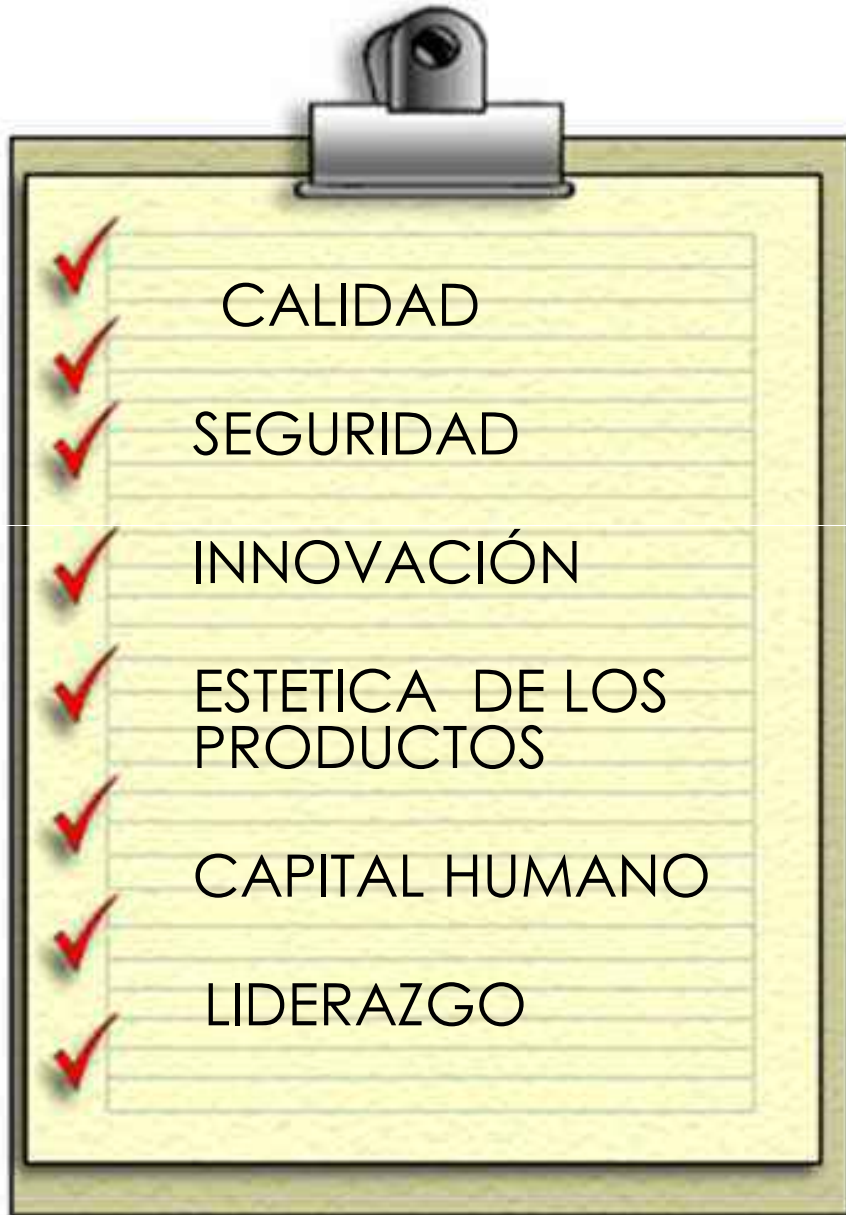 CALIDAD
SEGURIDAD
INNOVACIÓN
ESTETICA DE LOS
PRODUCTOS
CAPITAL HUMANO
LIDERAZGO